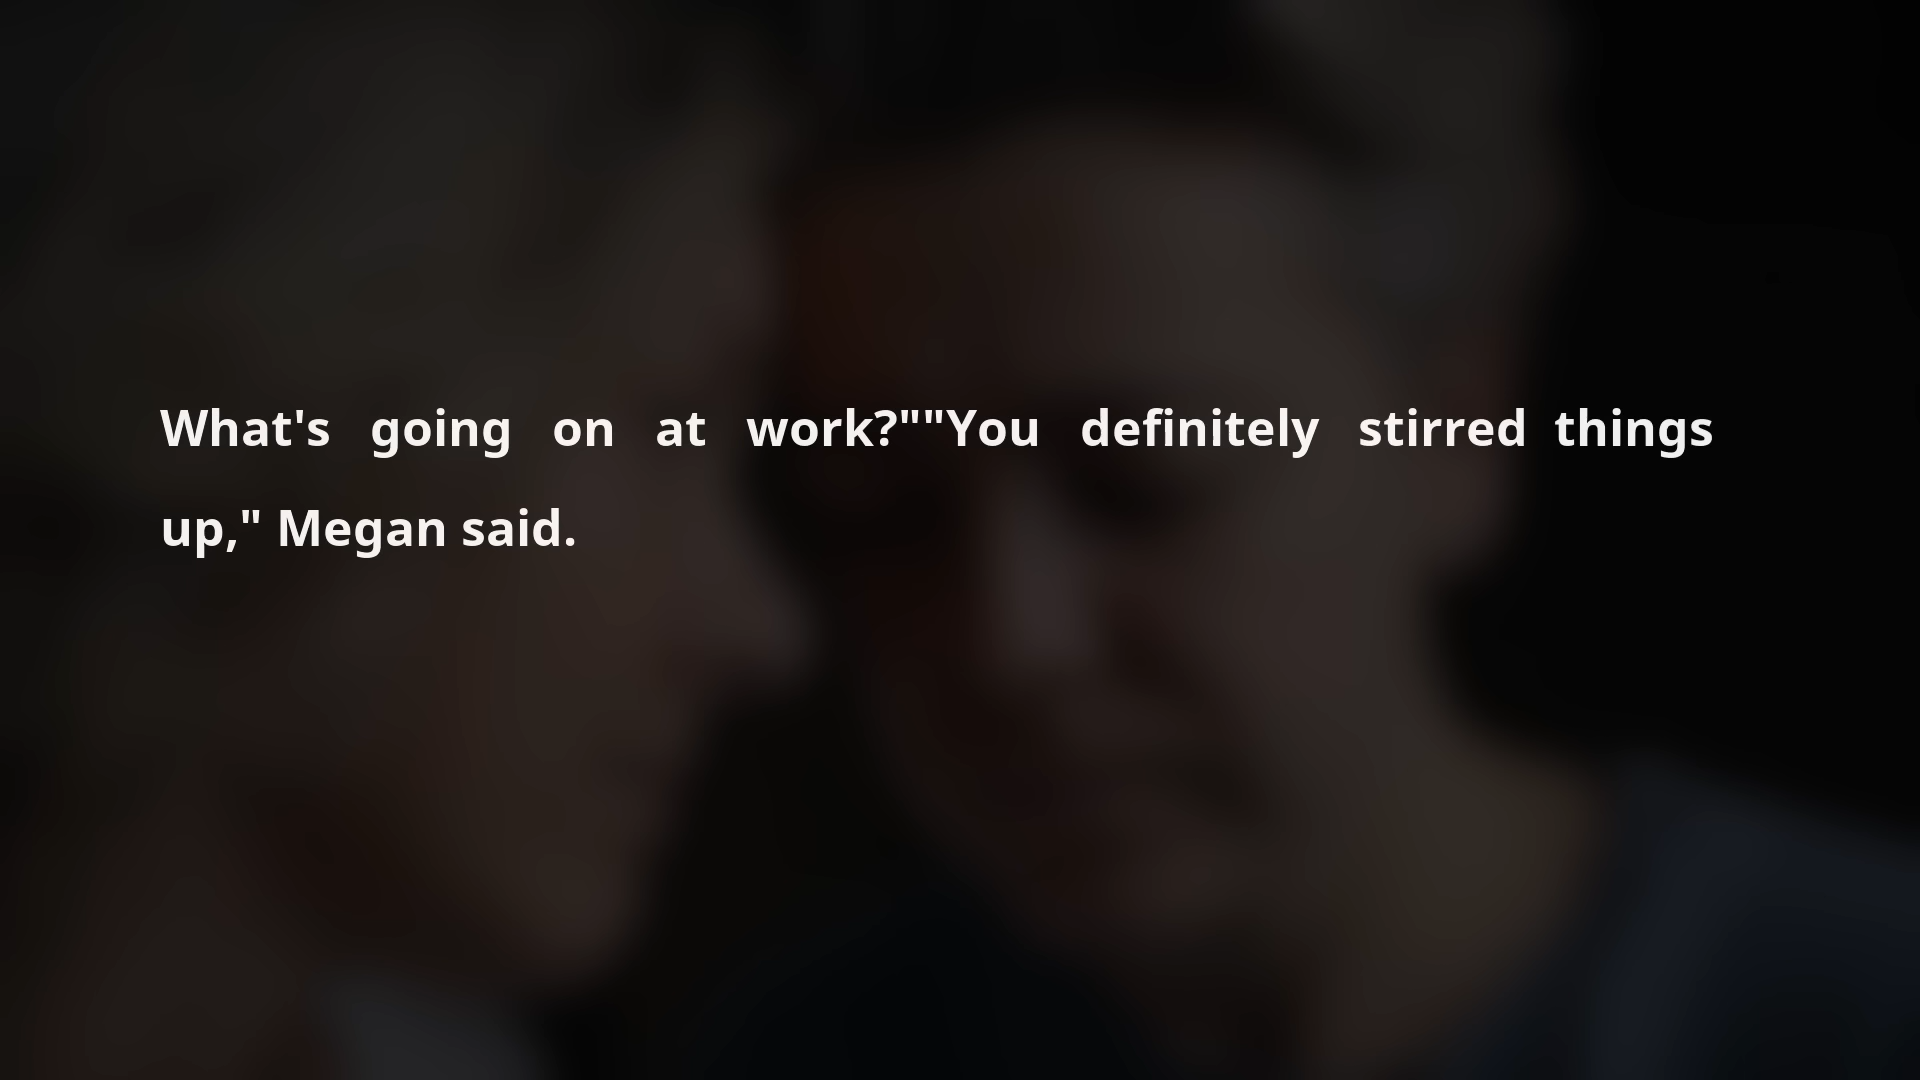 What's going on at work?""You definitely stirred things
up," Megan said.